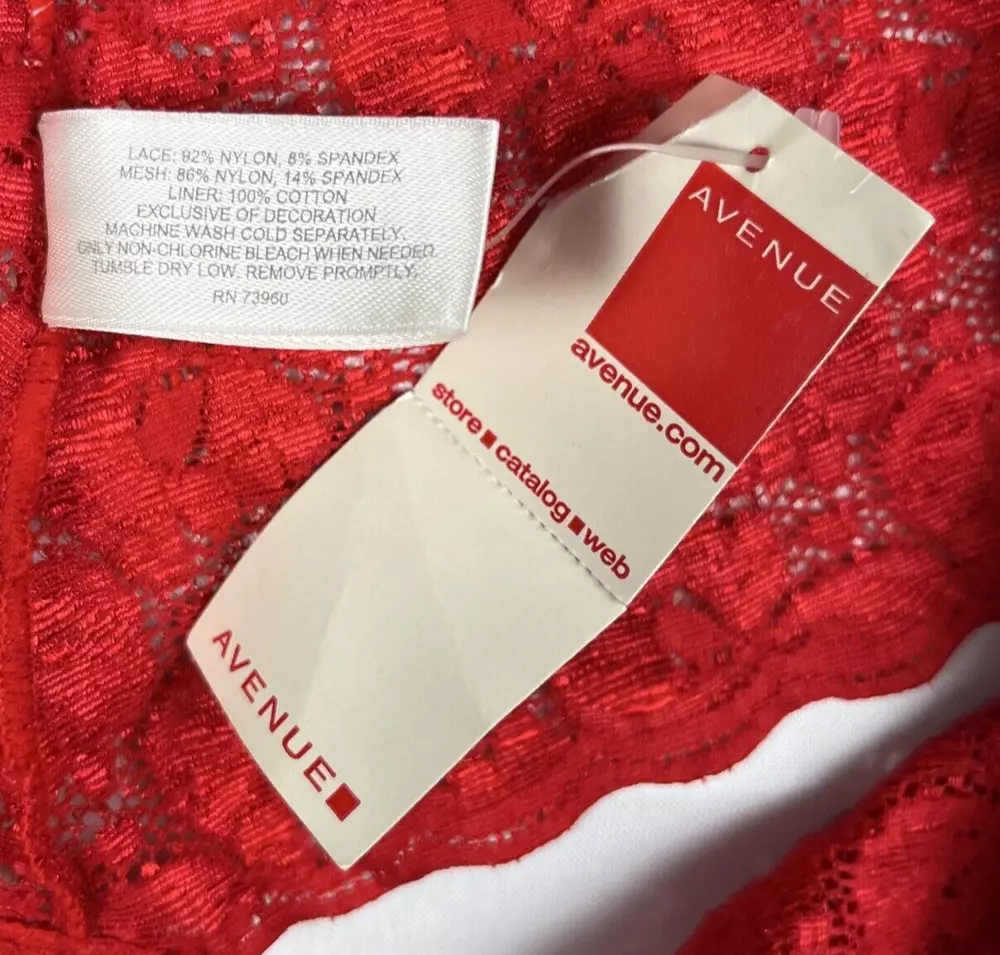 LACE: 92% NYLON, 8% SPANDEX
MESH: 86% NYLON, 14% SPANDEX
LINER: 100% COTTON
EXCLUSIVE OF DECORATION
MACHINE WASH COLD SEPARATELY.
ONLY NON-CHLORINE BLEACH WHEN NEEDED.
TUMBLE DRY LOW. REMOVE PROMPTLY.
RN 73960
AVENUE
avenue.com
store■catalog■web
AVENUE■